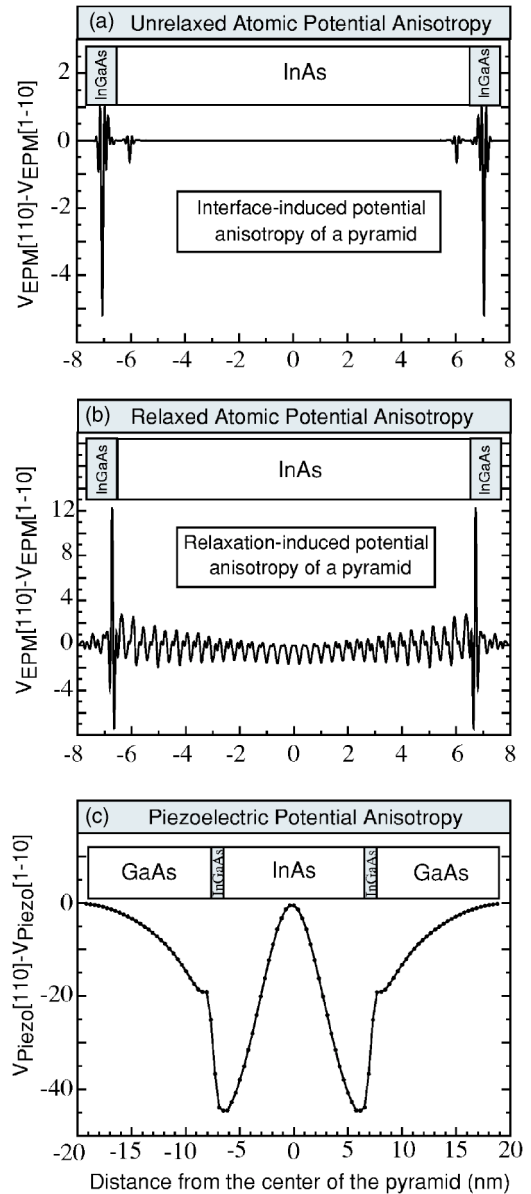 (a) Unrelaxed Atomic Potential Anisotropy
InGaAs
InAs
InGaAs
VEPM[110]-VEPM[1-10]
2
0
-2
-4
Interface-induced potential
anisotropy of a pyramid
-8 -6 -4 -2 0 2 4 6 8
(b) Relaxed Atomic Potential Anisotropy
InGaAs
InAs
InGaAs
VEPM[110]-VEPM[1-10]
12
8
4
0
-4
Relaxation-induced potential
anisotropy of a pyramid
-8 -6 -4 -2 0 2 4 6 8
(c) Piezoelectric Potential Anisotropy
GaAs
InGaAs
InAs
InGaAs
GaAs
VPiezo[110]-VPiezo[1-10]
0
-20
-40
-20 -15 -10 -5 0 5 10 15 20
Distance from the center of the pyramid (nm)